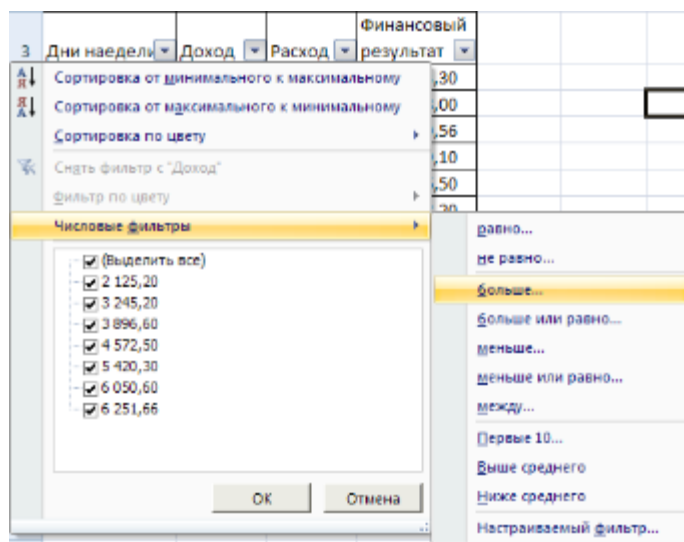 Финансовый
3 Дни наедели Доход Расход результат
Сортировка от минимального к максимальному ,30
Сортировка от максимального к минимальному ,00
Сортировка по цвету ,56
Снять фильтр с "Доход" ,10
Фильтр по цвету ,50
Числовые фильтры
(Выделить все)
2 125,20
3 245,20
3 896,60
4 572,50
5 420,30
6 050,60
6 251,66
ОК Отмена
равно...
не равно...
больше...
больше или равно...
меньше...
меньше или равно...
между...
Первые 10...
Выше среднего
Ниже среднего
Настраиваемый фильтр...